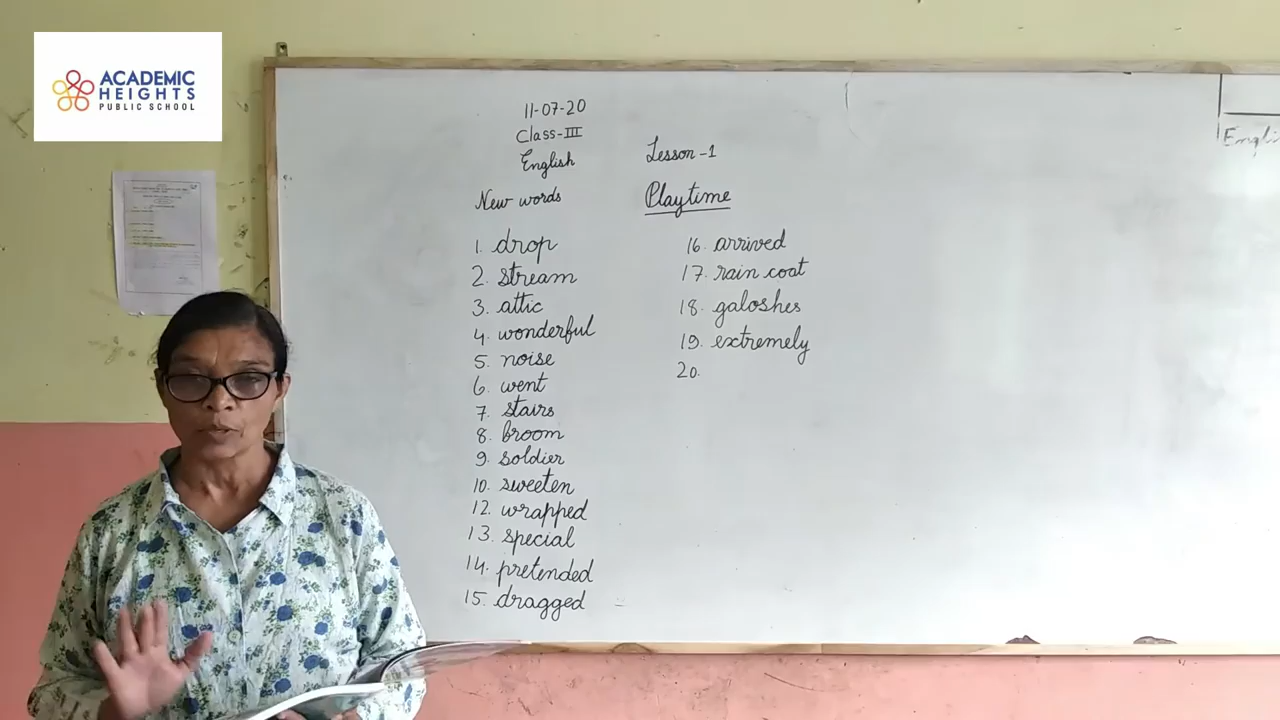 ACADEMIC
HEIGHTS
PUBLIC SCHOOL
11-07-20
Class-III
English
Lesson-1
New words
Playtime
1. drop
2. stream
3. attic
4. wonderful
5. noise
6. went
7. stairs
8. broom
9. soldier
10. sweeten
12. wrapped
13. special
14. pretended
15. dragged
16. arrived
17. rain coat
18. galoshes
19. extremely
20.